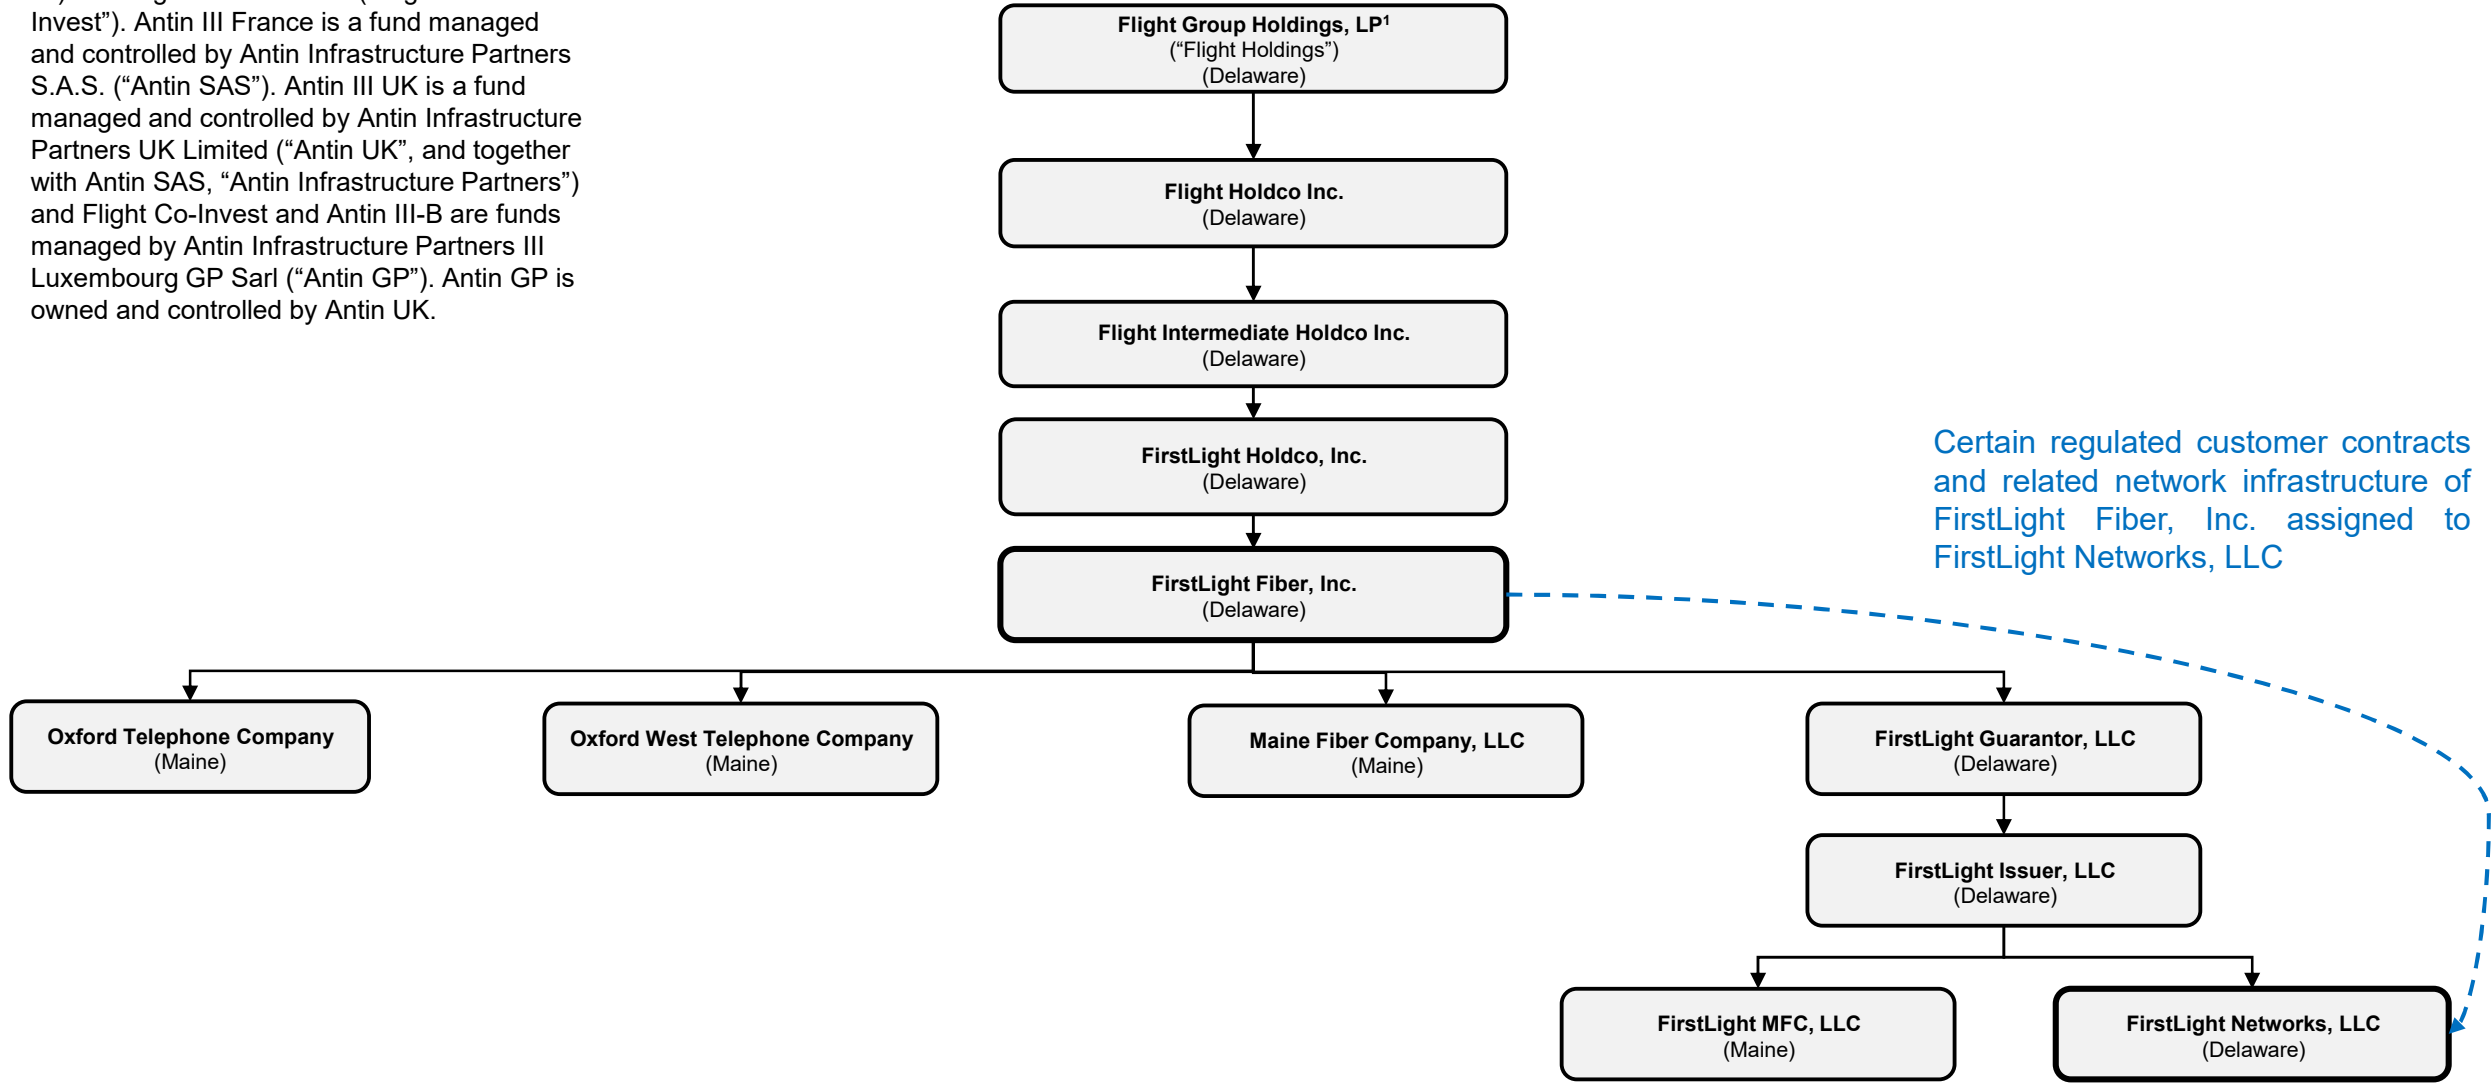 Invest”). Antin III France is a fund managed
and controlled by Antin Infrastructure Partners
S.A.S. (“Antin SAS”). Antin III UK is a fund
managed and controlled by Antin Infrastructure
Partners UK Limited (“Antin UK”, and together
with Antin SAS, “Antin Infrastructure Partners”)
and Flight Co-Invest and Antin III-B are funds
managed by Antin Infrastructure Partners III
Luxembourg GP Sarl (“Antin GP”). Antin GP is
owned and controlled by Antin UK.
Flight Group Holdings, LP¹
(“Flight Holdings”)
(Delaware)
Flight Holdco Inc.
(Delaware)
Flight Intermediate Holdco Inc.
(Delaware)
FirstLight Holdco, Inc.
(Delaware)
Certain regulated customer contracts
and related network infrastructure of
FirstLight Fiber, Inc. assigned to
FirstLight Networks, LLC
FirstLight Fiber, Inc.
(Delaware)
Oxford Telephone Company
(Maine)
Oxford West Telephone Company
(Maine)
Maine Fiber Company, LLC
(Maine)
FirstLight Guarantor, LLC
(Delaware)
FirstLight Issuer, LLC
(Delaware)
FirstLight MFC, LLC
(Maine)
FirstLight Networks, LLC
(Delaware)